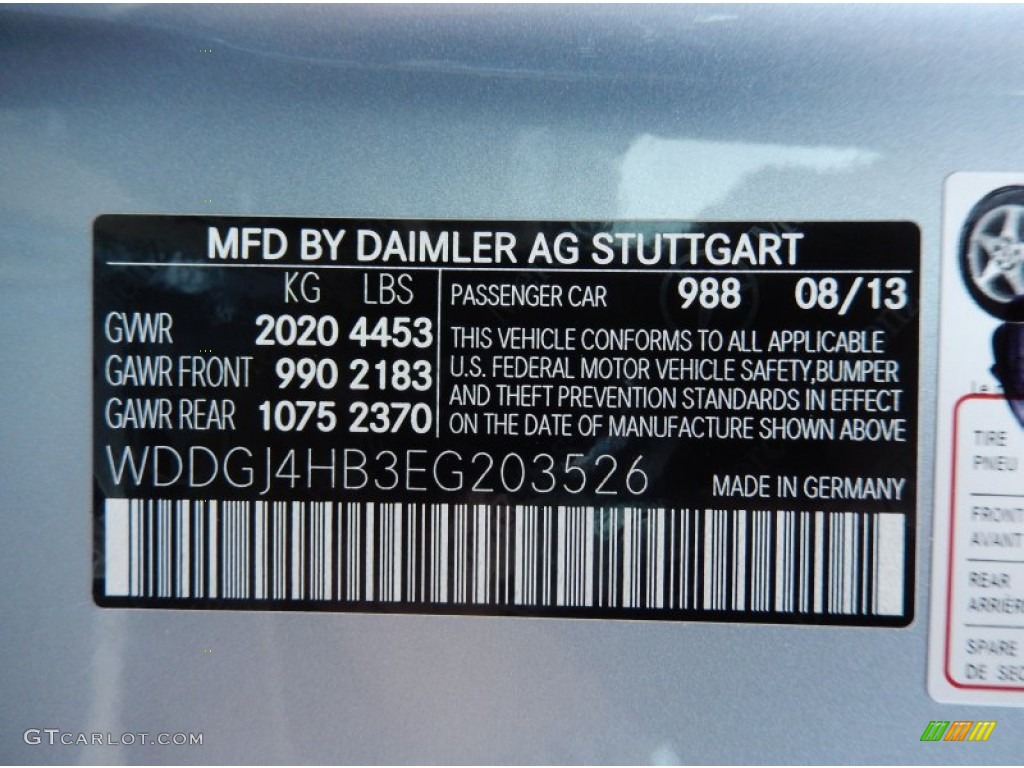 MFD BY DAIMLER AG STUTTGART
KG LBS
GVWR 2020 4453
GAWR FRONT 990 2183
GAWR REAR 1075 2370
PASSENGER CAR 988 08/13
THIS VEHICLE CONFORMS TO ALL APPLICABLE
U.S. FEDERAL MOTOR VEHICLE SAFETY,BUMPER
AND THEFT PREVENTION STANDARDS IN EFFECT
ON THE DATE OF MANUFACTURE SHOWN ABOVE
WDDGJ4HB3EG203526
MADE IN GERMANY
TIRE
PNEU
FRONT
AVANT
REAR
SPARE
GTCARLOT.COM